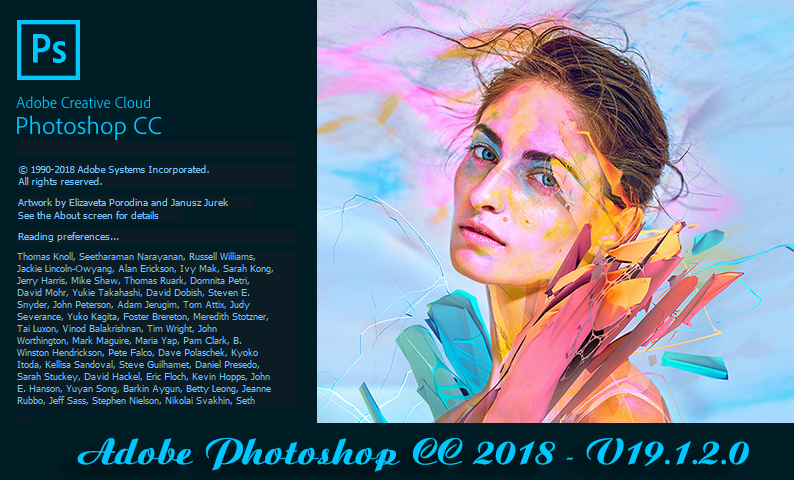 Ps
Adobe Creative Cloud
Photoshop CC
© 1990-2018 Adobe Systems Incorporated.
All rights reserved.
Artwork by Elizaveta Porodina and Janusz Jurek
See the About screen for details
Reading preferences...
Thomas Knoll, Seetharaman Narayanan, Russell Williams,
Jackie Lincoln-Owyang, Alan Erickson, Ivy Mak, Sarah Kong,
Jerry Harris, Mike Shaw, Thomas Ruark, Domnita Petri,
David Mohr, Yukie Takahashi, David Dobish, Steven E.
Snyder, John Peterson, Adam Jerugim, Tom Attix, Judy
Severance, Yuko Kagita, Foster Brereton, Meredith Stotzner,
Tai Luxon, Vinod Balakrishnan, Tim Wright, John
Worthington, Mark Maguire, Maria Yap, Pam Clark, B.
Winston Hendrickson, Pete Falco, Dave Polaschek, Kyoko
Itoda, Kellisa Sandoval, Steve Guilhamet, Daniel Presedo,
Sarah Stuckey, David Hackel, Eric Floch, Kevin Hopps, John
E. Hanson, Yuyan Song, Barkin Aygun, Betty Leong, Jeanne
Rubbo, Jeff Sass, Stephen Nielson, Nikolai Svakhin, Seth
Adobe Photoshop CC 2018 - V19.1.2.0